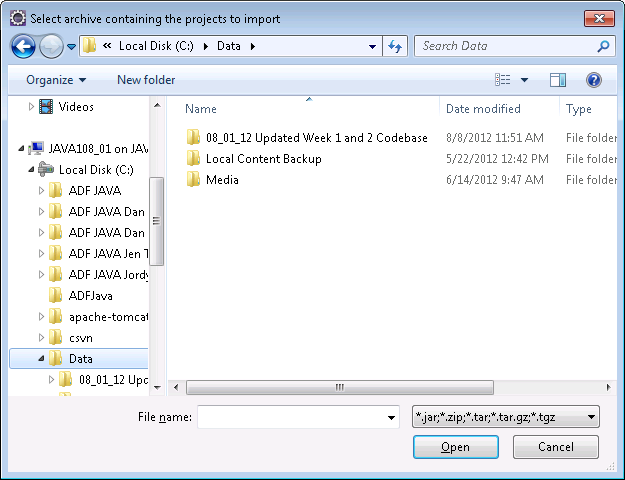 Select archive containing the projects to import
« Local Disk (C:) Data
Search Data
Organize New folder
Name Date modified Type
08_01_12 Updated Week 1 and 2 Codebase 8/8/2012 11:51 AM File folder
Local Content Backup 5/22/2012 12:42 PM File folder
Media 6/14/2012 9:47 AM File folder
Videos
JAVA108_01 on JAV
Local Disk (C:)
ADF JAVA
ADF JAVA Dan
ADF JAVA Dan
ADF JAVA Jen T
ADF JAVA Jordy
ADFJava
apache-tomcat
csvn
Data
08_01_12 Upd
File name:
*.jar;*.zip;*.tar;*.tar.gz;*.tgz
Open Cancel